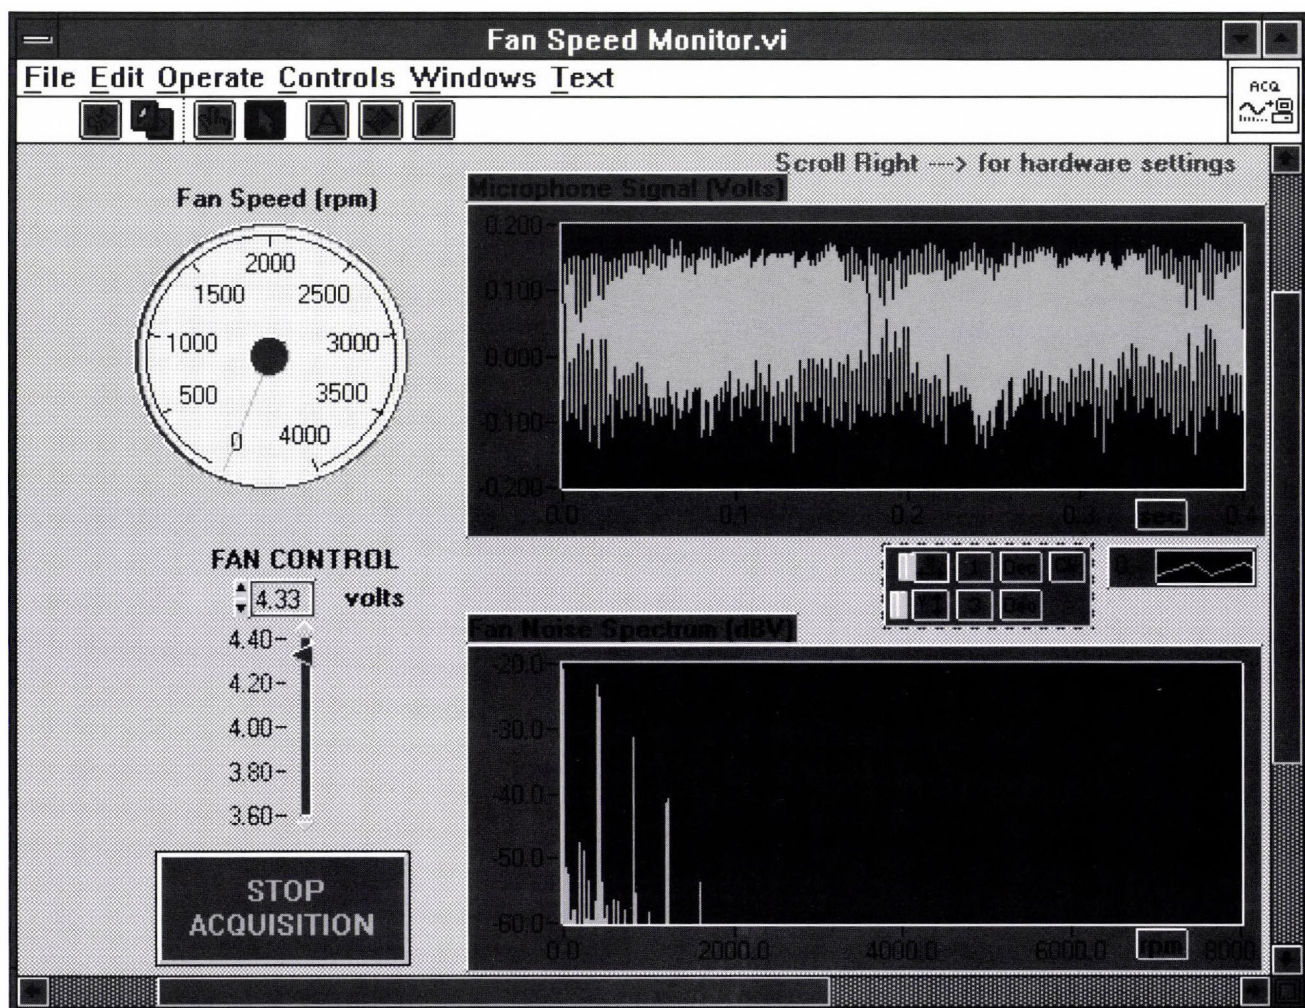 Fan Speed Monitor.vi
File Edit Operate Controls Windows Text
ACQ
Scroll Right ---> for hardware settings
Fan Speed (rpm)
0
500
1000
1500
2000
2500
3000
3500
4000
Microphone Signal (Volts)
0.200
0.100
0.000
-0.100
-0.200
0.0 0.1 0.2 0.3 sec 0.4
FAN CONTROL
4.33 volts
4.40
4.20
4.00
3.80
3.60
STOP
ACQUISITION
Fan Noise Spectrum (dBV)
-20.0
-30.0
-40.0
-50.0
-60.0
0.0 2000.0 4000.0 6000.0 rpm 8000.0